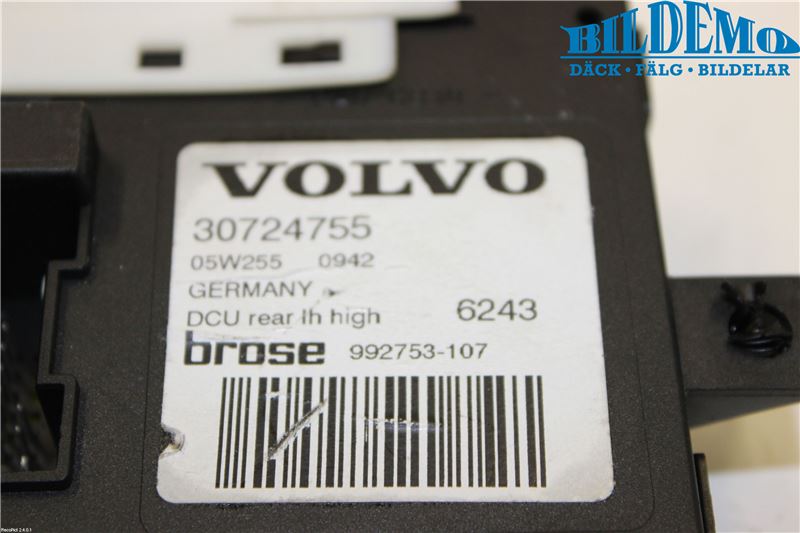 BILDEMO
DÄCK • FÄLG • BILDELAR
VOLVO
30724755
05W255 0942
GERMANY
DCU rear lh high 6243
brose 992753-107